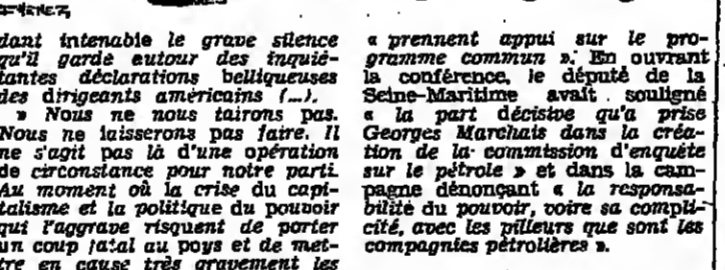 dant intenable le grave silence
qu'il garde autour des inquié-
tantes déclarations belliqueuses
des dirigeants américains (...).
» Nous ne nous tairons pas.
Nous ne laisserons pas faire. Il
ne s'agit pas là d'une opération
de circonstance pour notre parti.
Au moment où la crise du capi-
talisme et la politique du pouvoir
qui l'aggrave risquent de porter
un coup fatal au pays et de met-
tre en cause très gravement les
« prennent appui sur le pro-
gramme commun ». En ouvrant
la conférence, le député de la
Seine-Maritime avait souligné
« la part décisive qu'a prise
Georges Marchais dans la créa-
tion de la commission d'enquête
sur le pétrole » et dans la cam-
pagne dénonçant « la responsa-
bilité du pouvoir, voire sa compli-
cité, avec les pilleurs que sont les
compagnies pétrolières ».